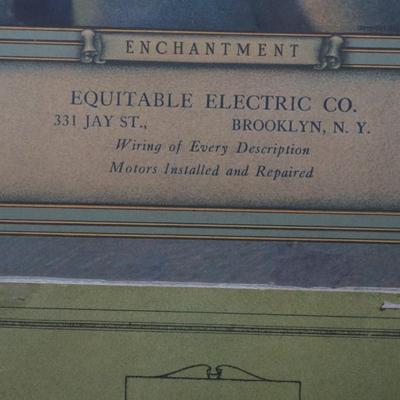 ENCHANTMENT
EQUITABLE ELECTRIC CO.
331 JAY ST., BROOKLYN, N. Y.
Wiring of Every Description
Motors Installed and Repaired